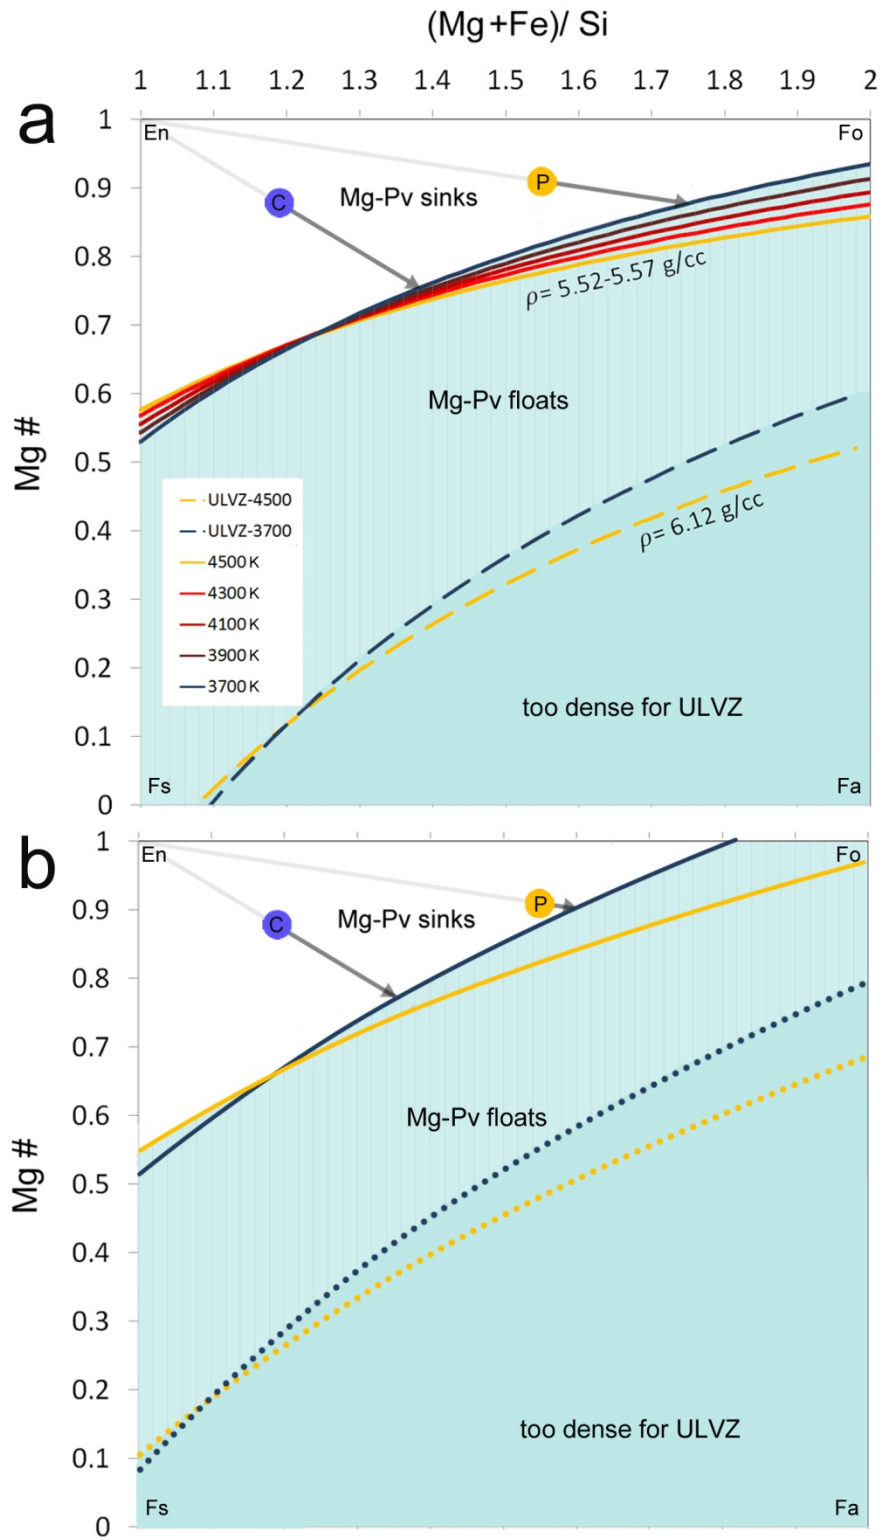 (Mg+Fe)/ Si
1 1.1 1.2 1.3 1.4 1.5 1.6 1.7 1.8 1.9 2
a
1
En
Fo
0.9
P
C
Mg-Pv sinks
0.8
ρ= 5.52-5.57 g/cc
0.7
0.6
Mg-Pv floats
Mg #
0.5
ULVZ-4500
ULVZ-3700
4500 K
4300 K
4100 K
3900 K
3700 K
ρ= 6.12 g/cc
0.4
0.3
0.2
too dense for ULVZ
0.1
Fs
Fa
0
b
1
En
Fo
0.9
P
C
Mg-Pv sinks
0.8
0.7
0.6
Mg-Pv floats
Mg #
0.5
0.4
0.3
0.2
too dense for ULVZ
0.1
Fs
Fa
0